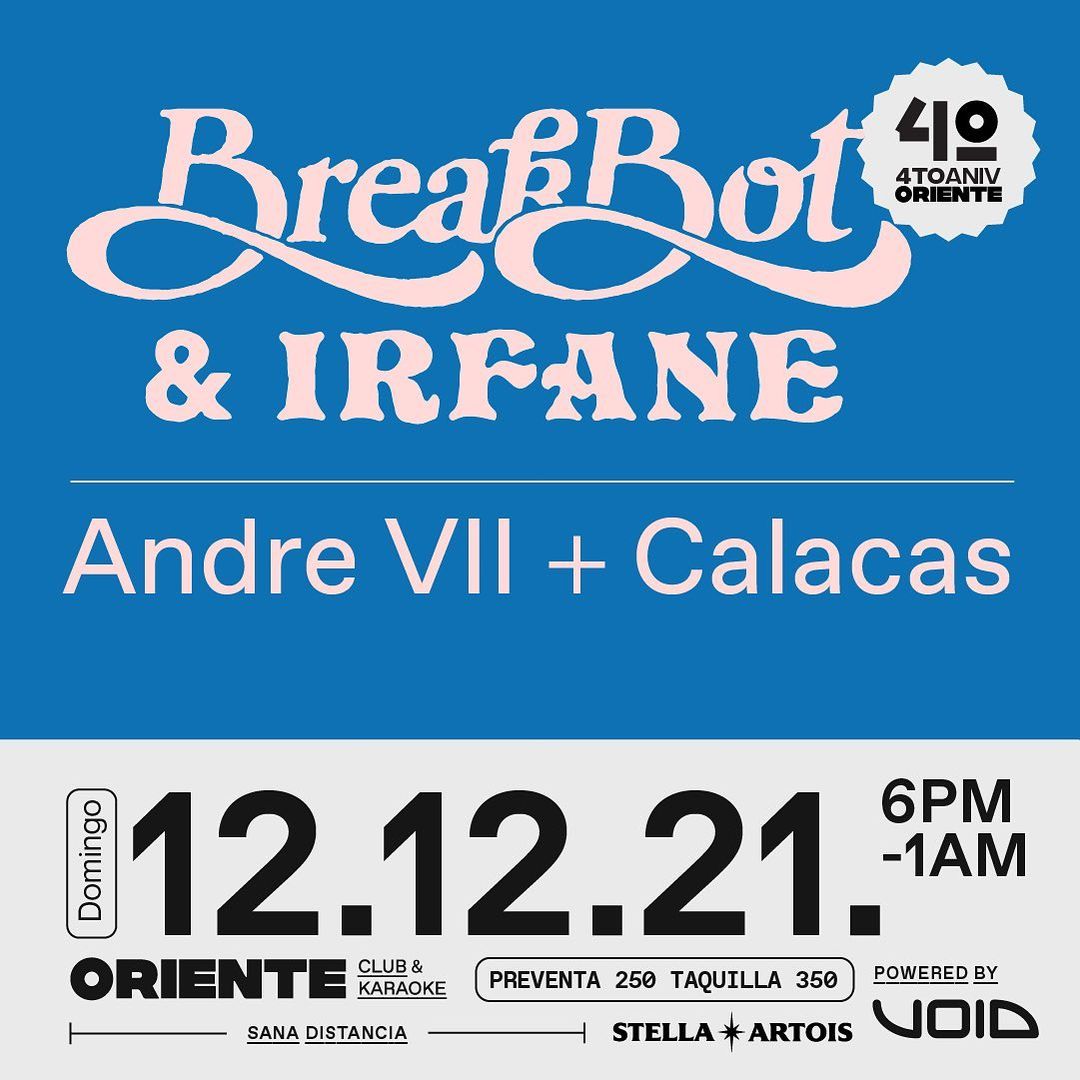 BreakBot
& IRFANE
4º
4TOANIV
ORIENTE
Andre VII + Calacas
Domingo
12.12.21.
6PM
-1AM
ORIENTE
CLUB &
KARAOKE
PREVENTA 250 TAQUILLA 350
POWERED BY
VOID
SANA DISTANCIA
STELLA ARTOIS